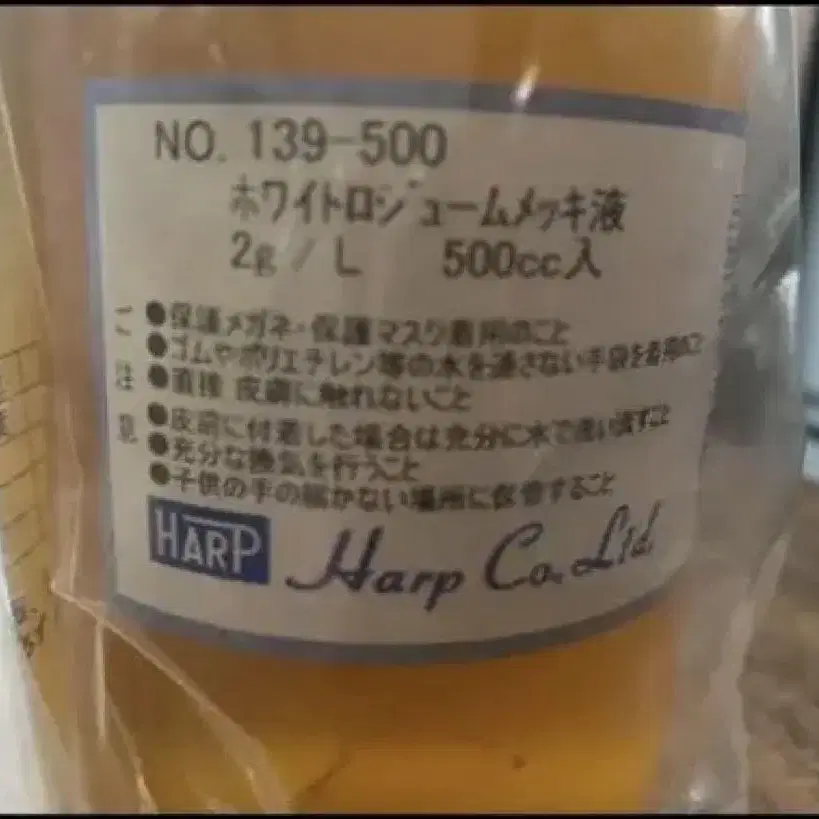 NO. 139-500
ホワイトロジュームメッキ液
2g / L 500cc入
ご注意
●保護メガネ・保護マスク着用のこと
●ゴムやポリエチレン等の水を通さない手袋を着用のこと
●直接 皮膚に触れないこと
●皮膚に付着した場合は充分に水で洗い流すこと
●充分な換気を行うこと
●子供の手の届かない場所に保管すること
HARP Harp Co., Ltd.